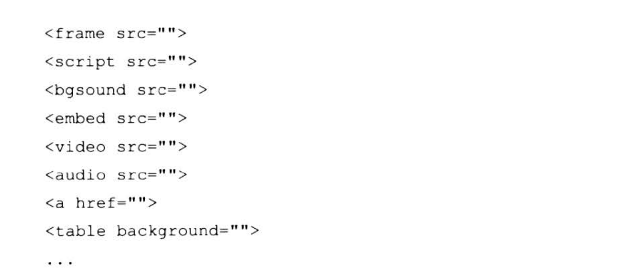 <frame src="">
<script src="">
<bgsound src="">
<embed src="">
<video src="">
<audio src="">
<a href="">
<table background="">
...